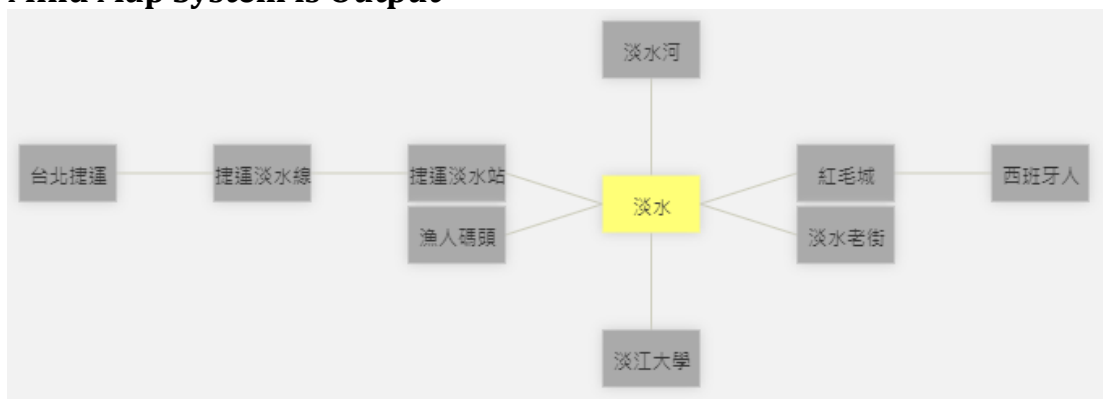 Mind Map System is Output
淡水河
台北捷運
捷運淡水線
捷運淡水站
紅毛城
西班牙人
淡水
漁人碼頭
淡水老街
淡江大學